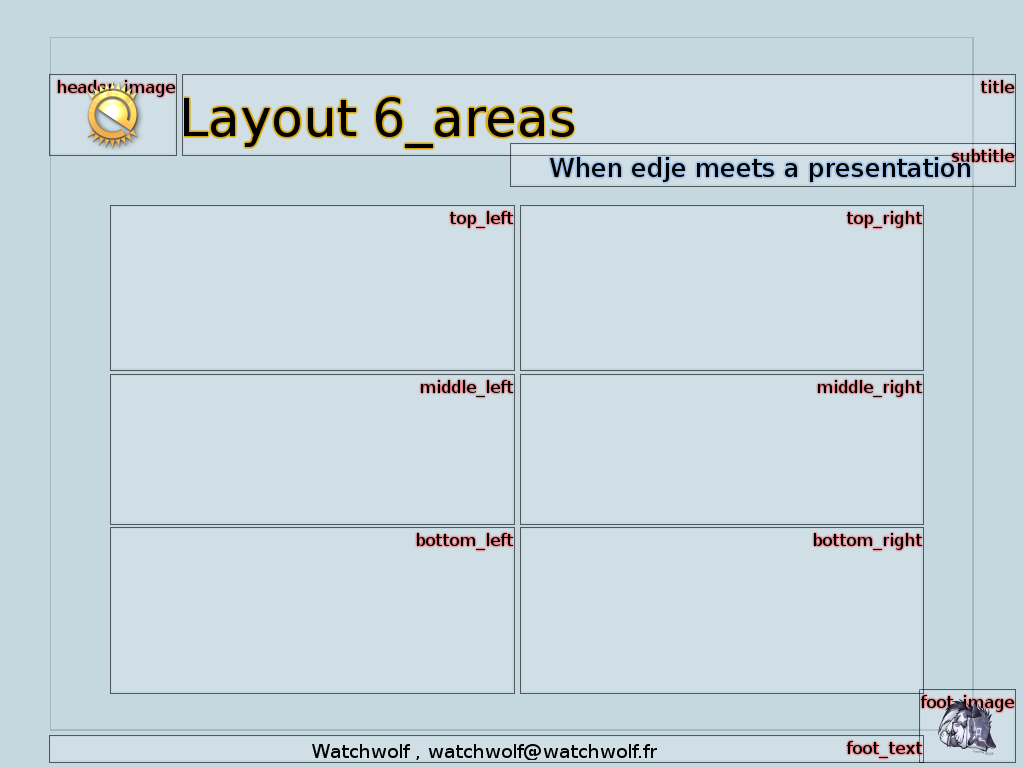 header_image
title
Layout 6_areas
subtitle
When edje meets a presentation
top_left
top_right
middle_left
middle_right
bottom_left
bottom_right
foot_image
Watchwolf , watchwolf@watchwolf.fr
foot_text